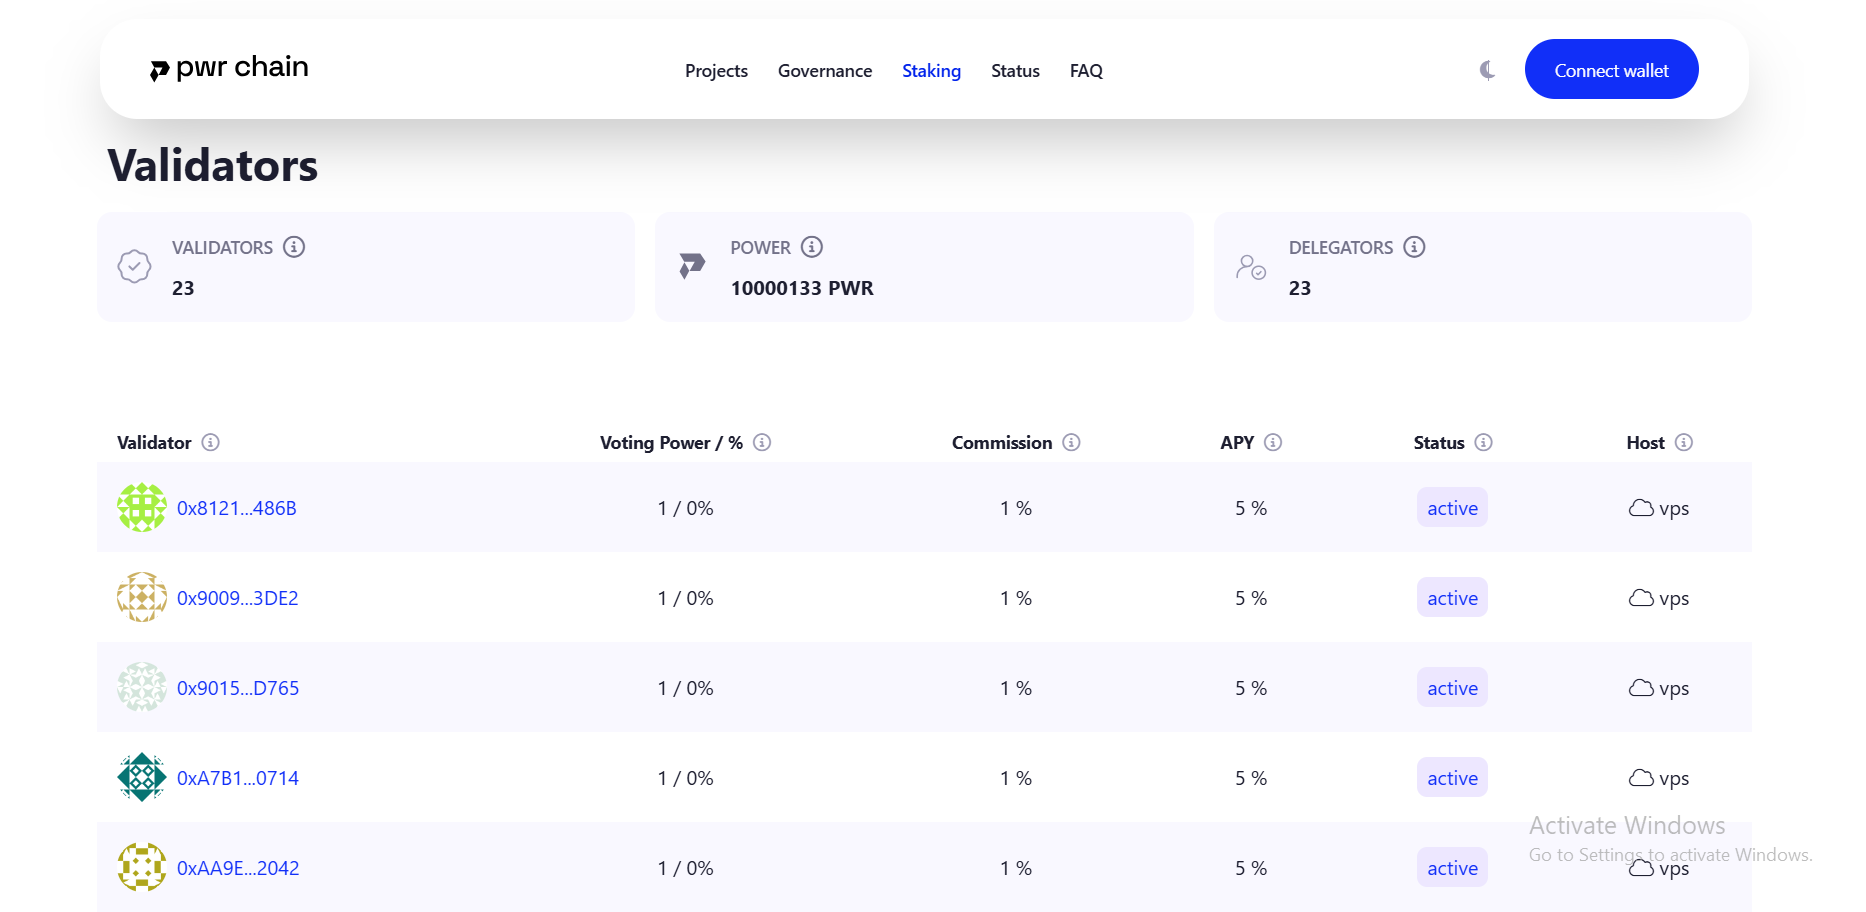 pwr chain
Projects Governance Staking Status FAQ
Connect wallet
Validators
VALIDATORS
23
POWER
10000133 PWR
DELEGATORS
23
Validator Voting Power / % Commission APY Status Host
0x8121...486B 1 / 0% 1 % 5 % active vps
0x9009...3DE2 1 / 0% 1 % 5 % active vps
0x9015...D765 1 / 0% 1 % 5 % active vps
0xA7B1...0714 1 / 0% 1 % 5 % active vps
0xAA9E...2042 1 / 0% 1 % 5 % active vps
Activate Windows
Go to Settings to activate Windows.